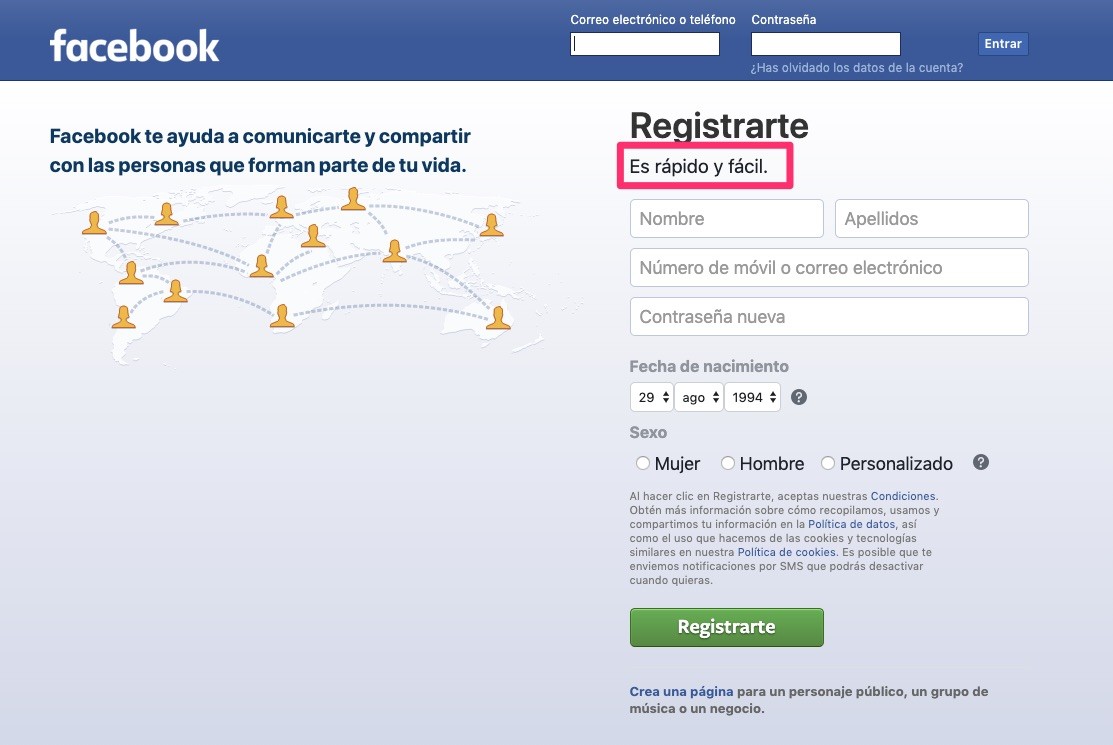 facebook
Correo electrónico o teléfono
Contraseña
Entrar
¿Has olvidado los datos de la cuenta?
Facebook te ayuda a comunicarte y compartir
con las personas que forman parte de tu vida.
Registrarte
Es rápido y fácil.
Nombre
Apellidos
Número de móvil o correo electrónico
Contraseña nueva
Fecha de nacimiento
29 ago 1994 ?
Sexo
Mujer Hombre Personalizado ?
Al hacer clic en Registrarte, aceptas nuestras Condiciones.
Obtén más información sobre cómo recopilamos, usamos y
compartimos tu información en la Política de datos, así
como el uso que hacemos de las cookies y tecnologías
similares en nuestra Política de cookies. Es posible que te
enviemos notificaciones por SMS que podrás desactivar
cuando quieras.
Registrarte
Crea una página para un personaje público, un grupo de
música o un negocio.